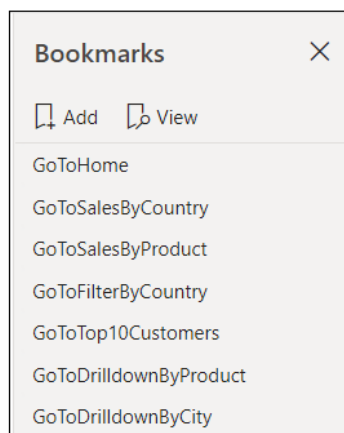 Bookmarks
Add View
GoToHome
GoToSalesByCountry
GoToSalesByProduct
GoToFilterByCountry
GoToTop10Customers
GoToDrilldownByProduct
GoToDrilldownByCity